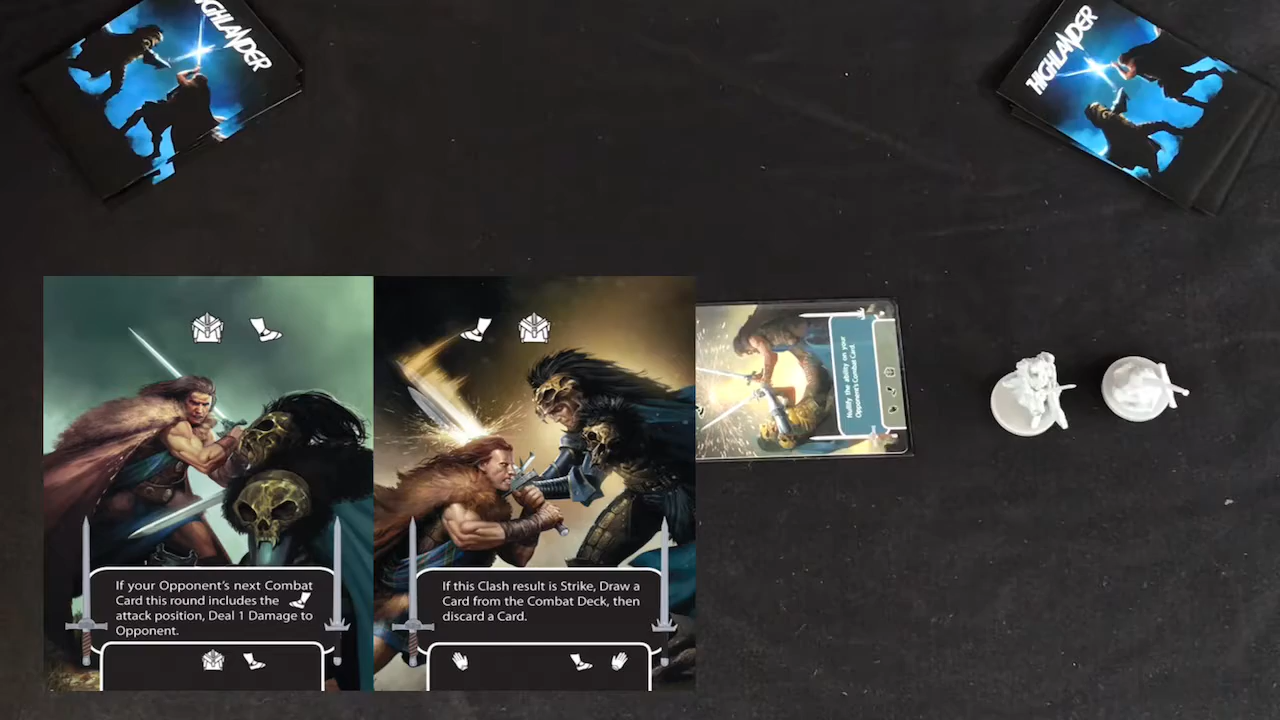 HIGHLANDER
HIGHLANDER
If your Opponent's next Combat
Card this round includes the
attack position, Deal 1 Damage to
Opponent.
If this Clash result is Strike, Draw a
Card from the Combat Deck, then
discard a Card.
Nullify the ability on your
Opponent's Combat Card.